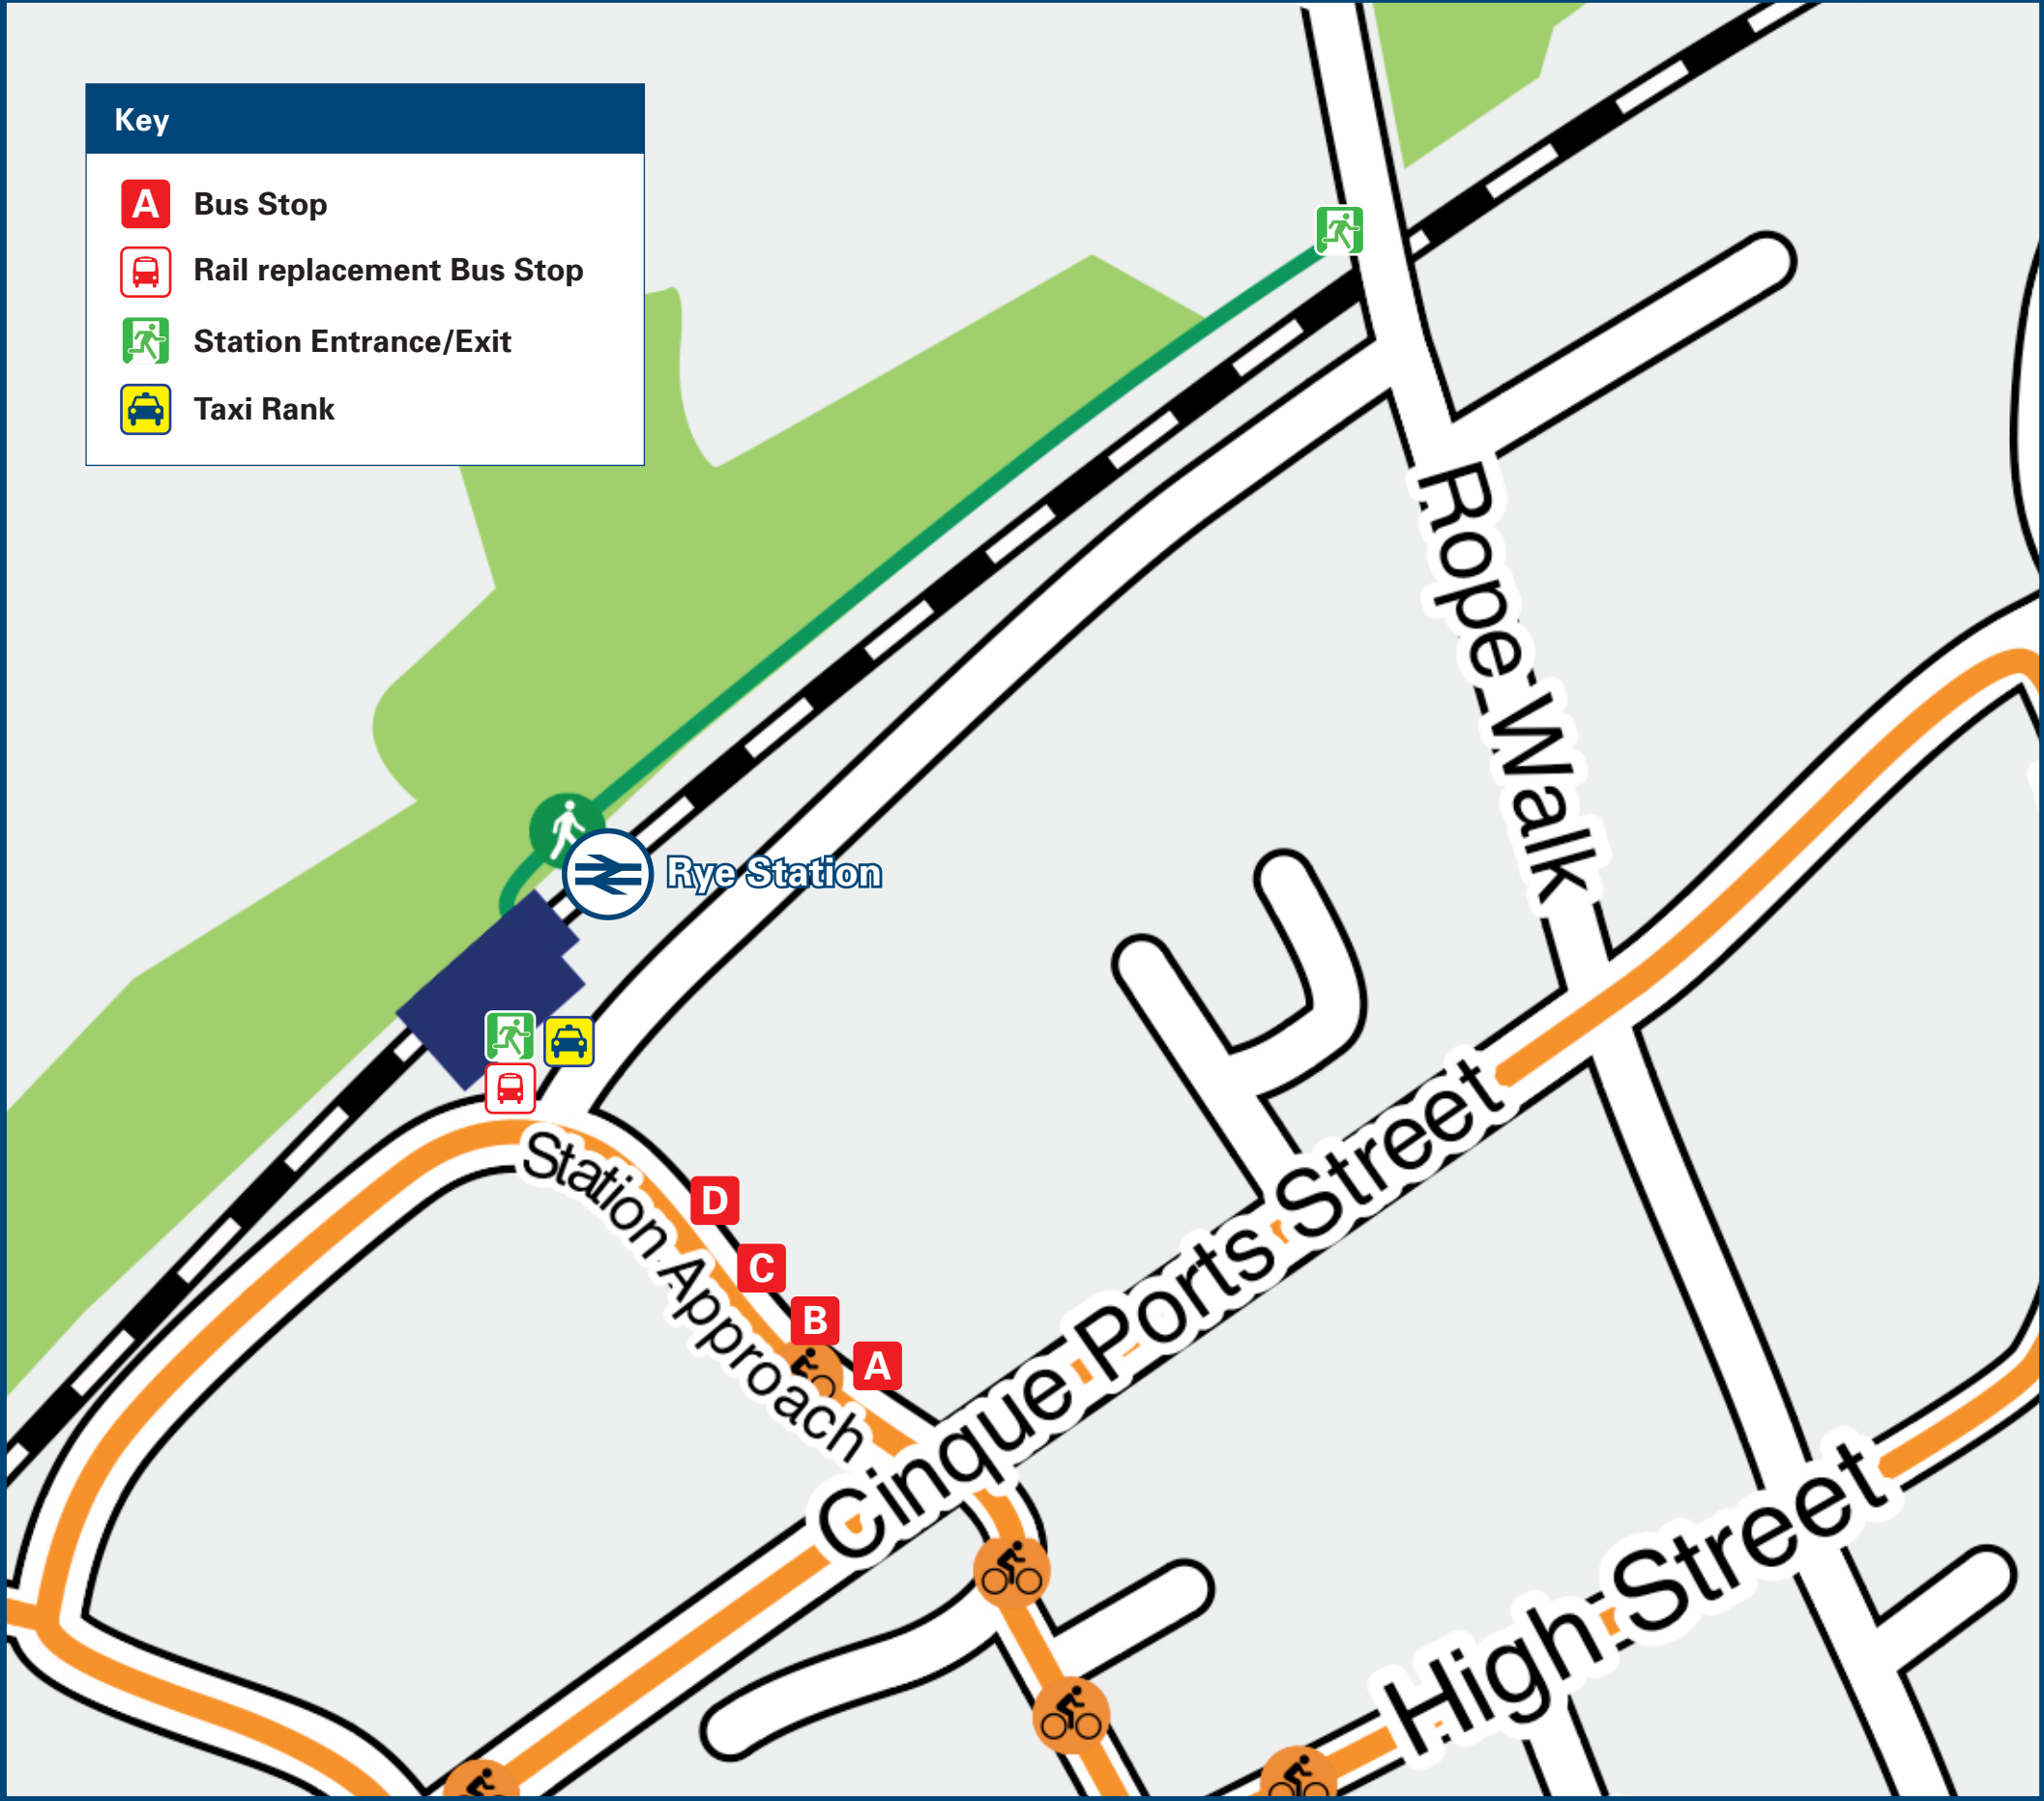 Key
A Bus Stop
Rail replacement Bus Stop
Station Entrance/Exit
Taxi Rank
Rope Walk
Rye Station
Station Approach
D
C
B
A
Cinque Ports Street
High Street